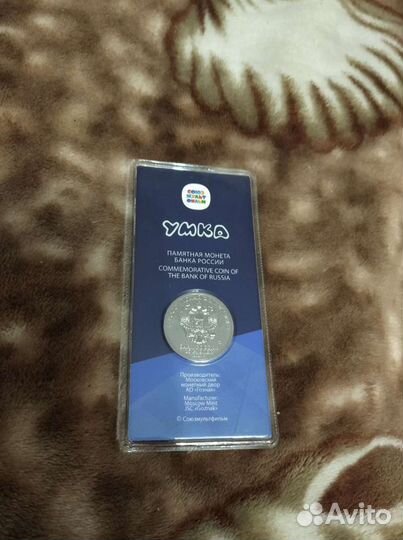 СОЮЗ
МУЛЬТ
УМКА
ПАМЯТНАЯ МОНЕТА
БАНКА РОССИИ
COMMEMORATIVE COIN OF
THE BANK OF RUSSIA
Производитель:
Московский
монетный двор
АО «Гознак»
Manufacturer:
Moscow Mint
JSC «Goznak»
© Союзмультфильм
Avito